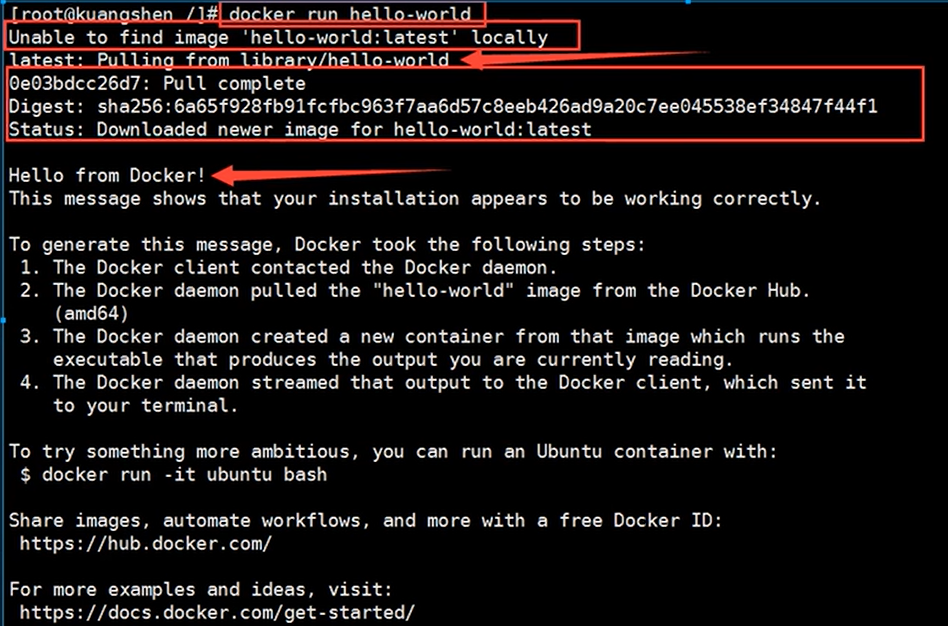 [root@kuangshen /]# docker run hello-world
Unable to find image 'hello-world:latest' locally
latest: Pulling from library/hello-world
0e03bdcc26d7: Pull complete
Digest: sha256:6a65f928fb91fcfbc963f7aa6d57c8eeb426ad9a20c7ee045538ef34847f44f1
Status: Downloaded newer image for hello-world:latest
Hello from Docker!
This message shows that your installation appears to be working correctly.
To generate this message, Docker took the following steps:
1. The Docker client contacted the Docker daemon.
2. The Docker daemon pulled the "hello-world" image from the Docker Hub.
(amd64)
3. The Docker daemon created a new container from that image which runs the
executable that produces the output you are currently reading.
4. The Docker daemon streamed that output to the Docker client, which sent it
to your terminal.
To try something more ambitious, you can run an Ubuntu container with:
$ docker run -it ubuntu bash
Share images, automate workflows, and more with a free Docker ID:
https://hub.docker.com/
For more examples and ideas, visit:
https://docs.docker.com/get-started/